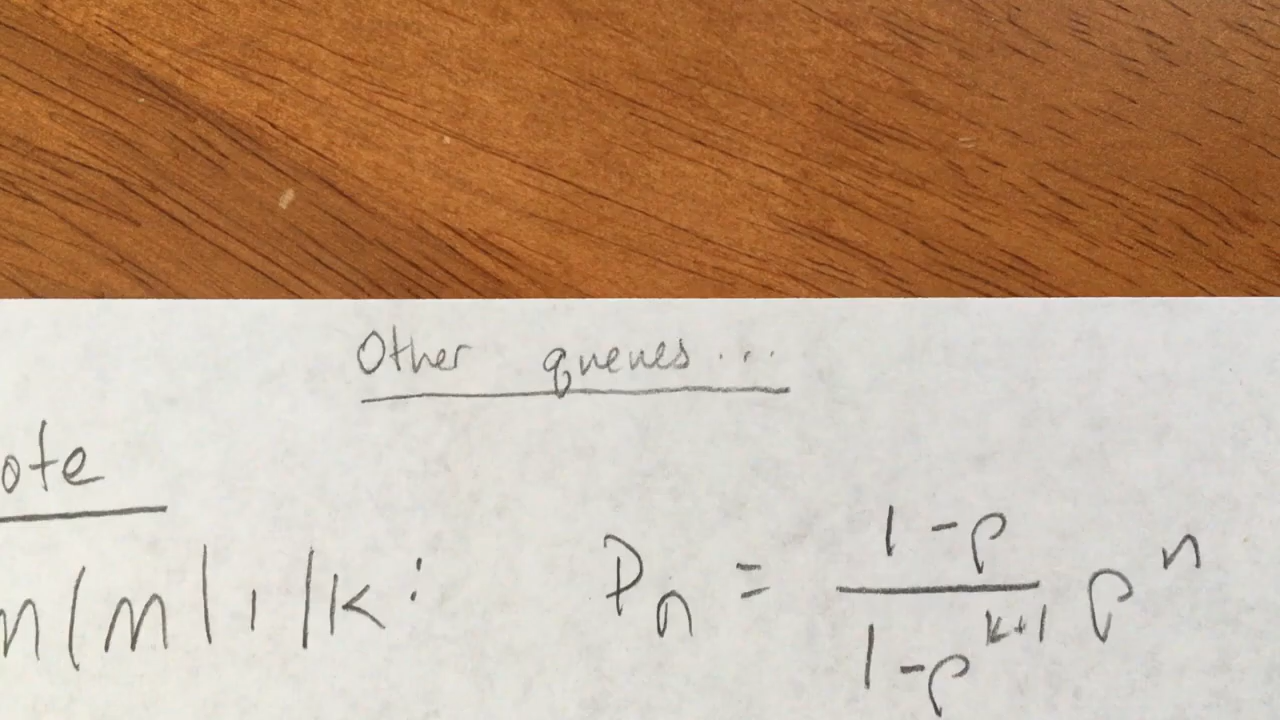 Other queues...
ote
m/m/1/k: Pn = 1-ρ / 1-ρ^k+1 ρ^n